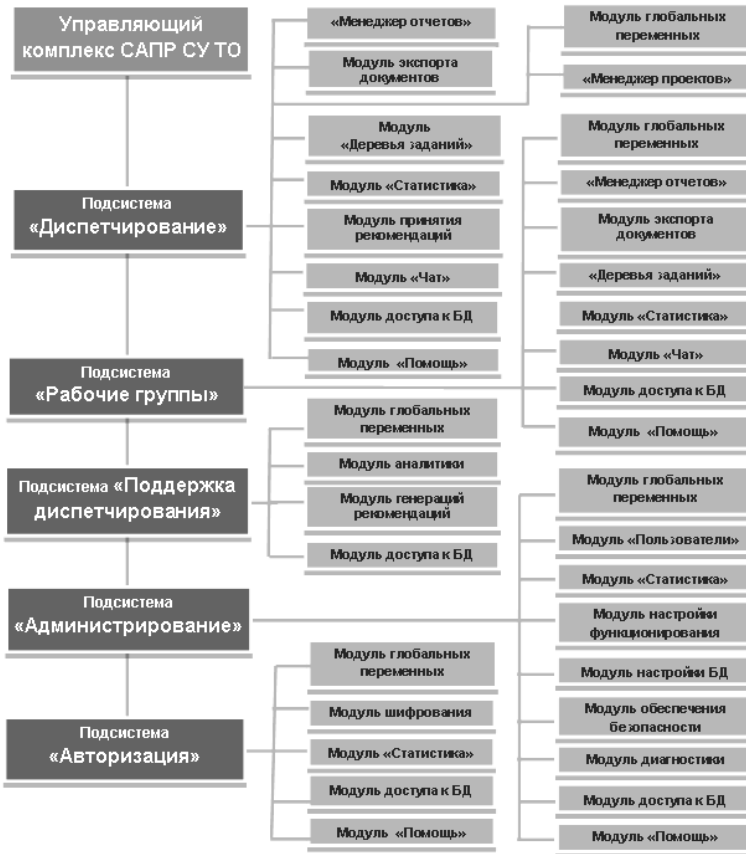 Управляющий
комплекс САПР СУ ТО
Подсистема
«Диспетчирование»
«Менеджер отчетов»
Модуль экспорта
документов
Модуль
«Деревья заданий»
Модуль «Статистика»
Модуль принятия
рекомендаций
Модуль «Чат»
Модуль доступа к БД
Модуль «Помощь»
Модуль глобальных
переменных
«Менеджер проектов»
Подсистема
«Рабочие группы»
Модуль глобальных
переменных
«Менеджер отчетов»
Модуль экспорта
документов
«Деревья заданий»
Модуль «Статистика»
Модуль «Чат»
Модуль доступа к БД
Модуль «Помощь»
Подсистема «Поддержка
диспетчирования»
Модуль глобальных
переменных
Модуль аналитики
Модуль генераций
рекомендаций
Модуль доступа к БД
Подсистема
«Администрирование»
Модуль глобальных
переменных
Модуль «Пользователи»
Модуль «Статистика»
Модуль настройки
функционирования
Модуль настройки БД
Модуль обеспечения
безопасности
Модуль диагностики
Модуль доступа к БД
Модуль «Помощь»
Подсистема
«Авторизация»
Модуль глобальных
переменных
Модуль шифрования
Модуль «Статистика»
Модуль доступа к БД
Модуль «Помощь»